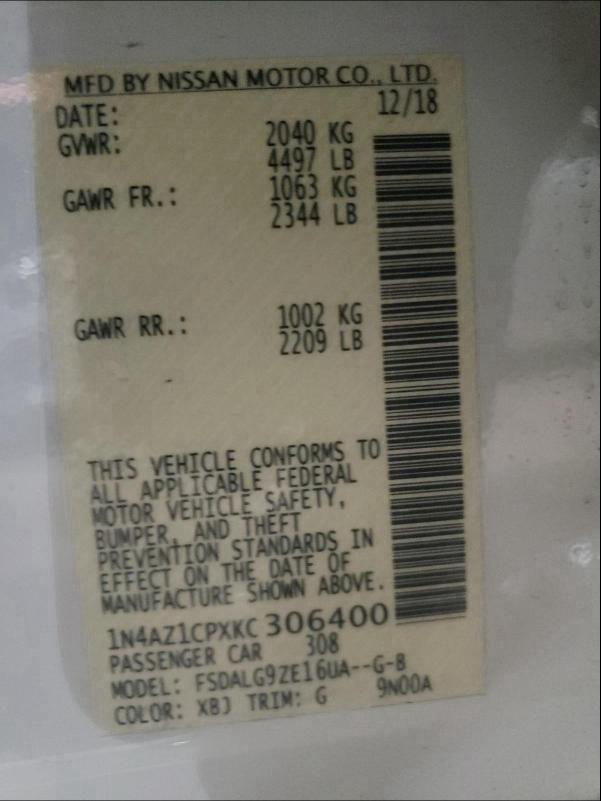 MFD BY NISSAN MOTOR CO., LTD.
DATE: 12/18
GVWR: 2040 KG
4497 LB
GAWR FR.: 1063 KG
2344 LB
GAWR RR.: 1002 KG
2209 LB
THIS VEHICLE CONFORMS TO
ALL APPLICABLE FEDERAL
MOTOR VEHICLE SAFETY,
BUMPER, AND THEFT
PREVENTION STANDARDS IN
EFFECT ON THE DATE OF
MANUFACTURE SHOWN ABOVE.
1N4AZ1CPXKC 306400
PASSENGER CAR 308
MODEL: FSDALG9ZE16UA--G-8
COLOR: XBJ TRIM: G 9N00A